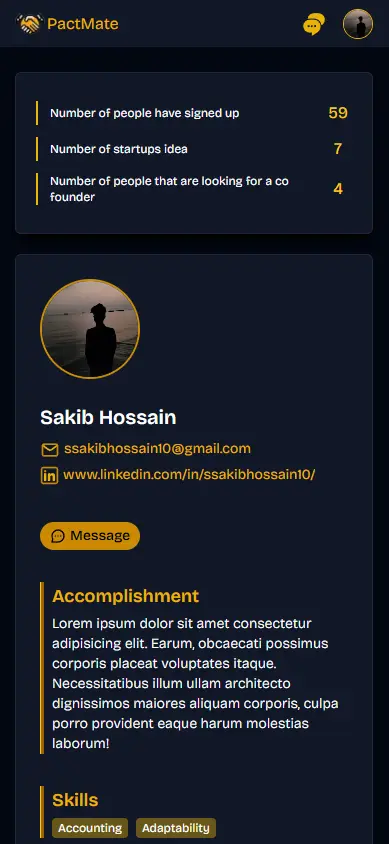 PactMate
Number of people have signed up 59
Number of startups idea 7
Number of people that are looking for a co
founder 4
Sakib Hossain
ssakibhossain10@gmail.com
www.linkedin.com/in/ssakibhossain10/
Message
Accomplishment
Lorem ipsum dolor sit amet consectetur
adipisicing elit. Earum, obcaecati possimus
corporis placeat voluptates itaque.
Necessitatibus illum ullam architecto
dignissimos maiores aliquam corporis, culpa
porro provident eaque harum molestias
laborum!
Skills
Accounting Adaptability